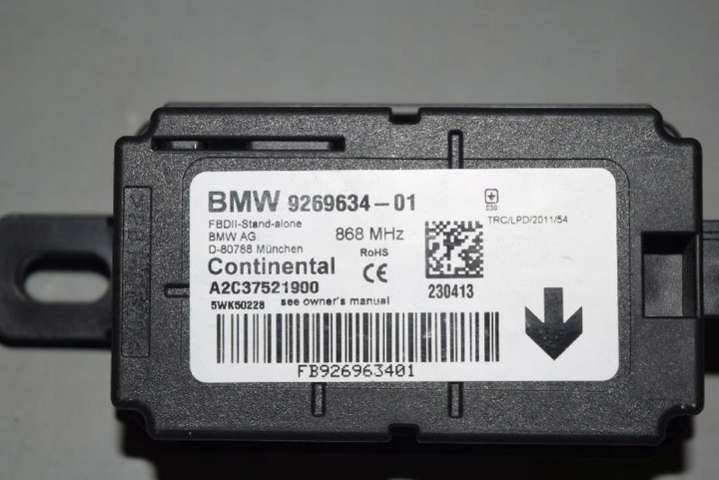 BMW 9269634-01
FBDII-Stand-alone
BMW AG
D-80788 München
868 MHz
RoHS
CE
TRC/LPD/2011/54
Continental
A2C37521900
5WK50228 see owner's manual
230413
FB926963401